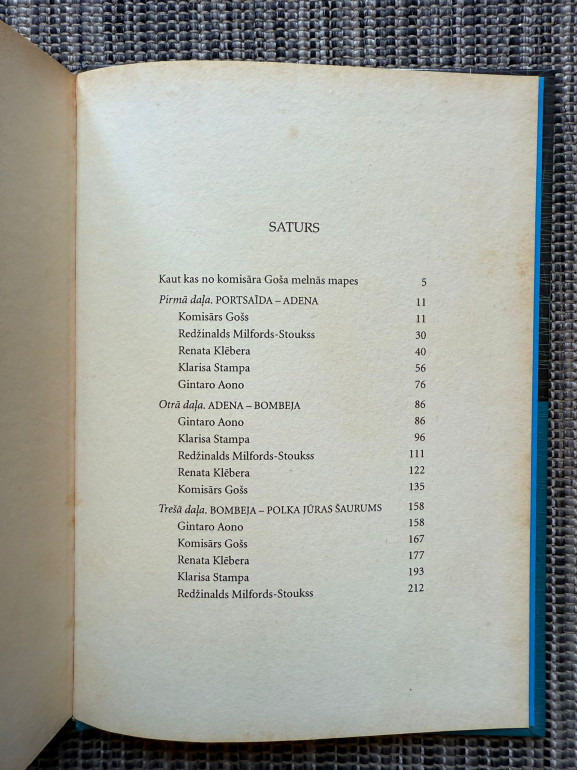 SATURS
Kaut kas no komisāra Goša melnās mapes 5
Pirmā daļa. PORTSAĪDA – ADENA 11
Komisārs Gošs 11
Redžinalds Milfords-Stoukss 30
Renata Klēbera 40
Klarisa Stampa 56
Gintaro Aono 76
Otrā daļa. ADENA – BOMBEJA 86
Gintaro Aono 86
Klarisa Stampa 96
Redžinalds Milfords-Stoukss 111
Renata Klēbera 122
Komisārs Gošs 135
Trešā daļa. BOMBEJA – POLKA JŪRAS ŠAURUMS 158
Gintaro Aono 158
Komisārs Gošs 167
Renata Klēbera 177
Klarisa Stampa 193
Redžinalds Milfords-Stoukss 212